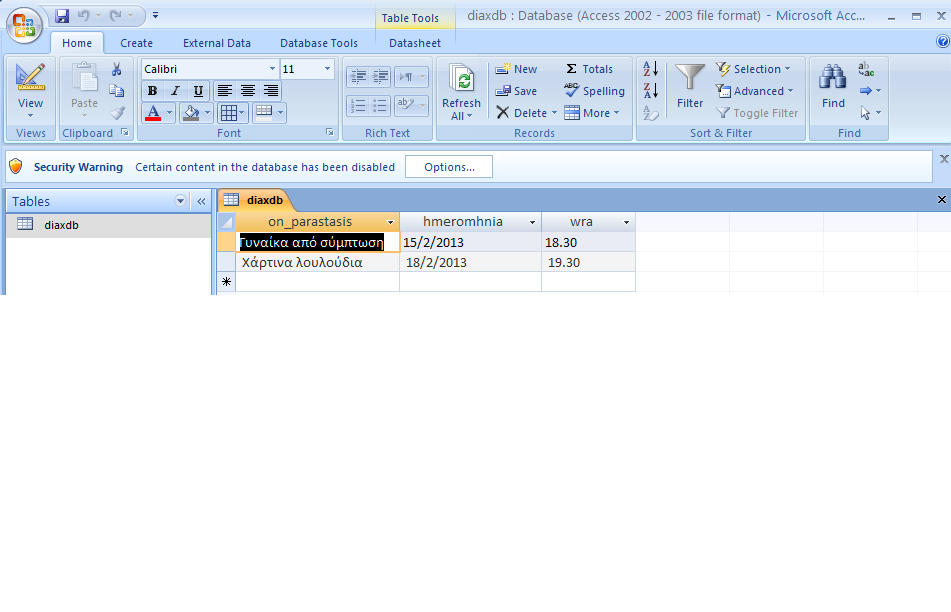 Table Tools
diaxdb : Database (Access 2002 - 2003 file format) - Microsoft Acc...
Home Create External Data Database Tools Datasheet
View
Views
Paste
Clipboard
Calibri 11
B I U
A
Font
Rich Text
Refresh All
New Σ Totals
Save ABC Spelling
Delete More
Records
A Z
Z A
Filter
Selection
Advanced
Toggle Filter
Sort & Filter
Find
ab ac
Find
Security Warning Certain content in the database has been disabled Options...
Tables «
diaxdb
diaxdb
on_parastasis hmeromhnia wra
Γυναίκα από σύμπτωση 15/2/2013 18.30
Χάρτινα λουλούδια 18/2/2013 19.30